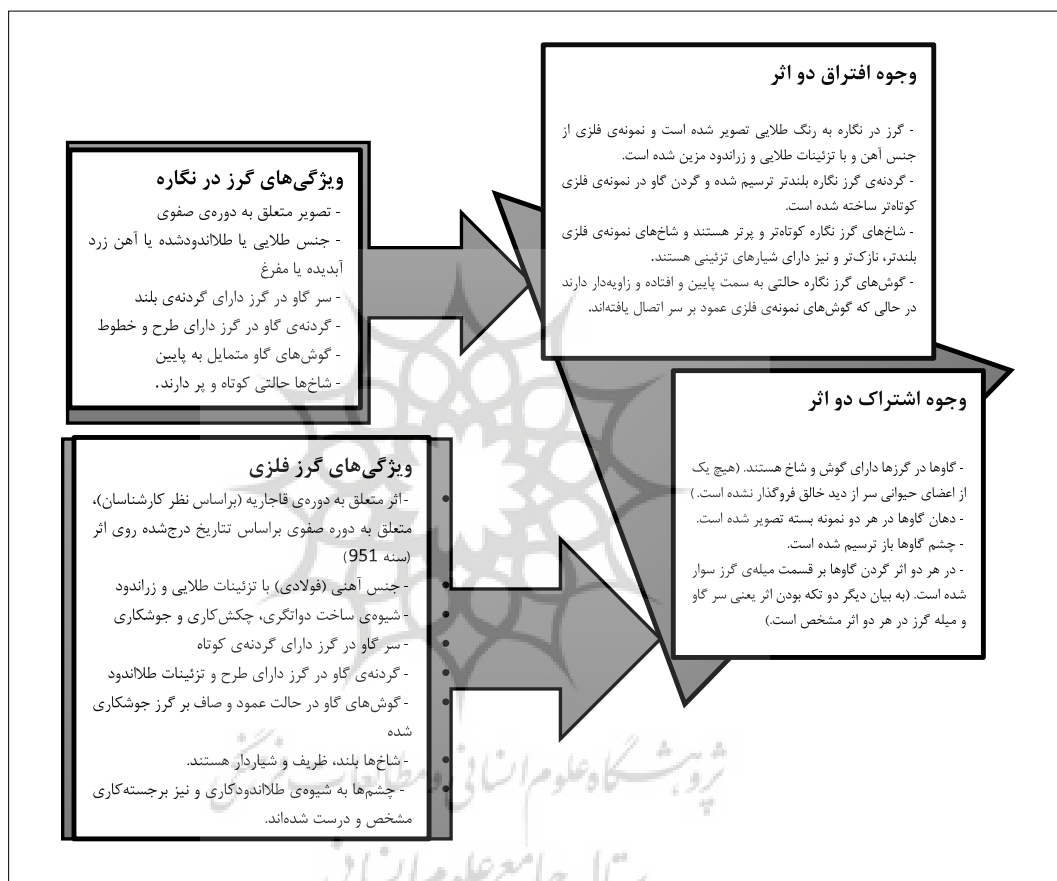 ویژگی‌های گرز در نگاره
- تصویر متعلق به دوره‌ی صفوی
- جنس طلایی یا طلااندودشده یا آهن زرد
آبدیده یا مفرغ
- سر گاو در گرز دارای گردنه‌ی بلند
- گردنه‌ی گاو در گرز دارای طرح و خطوط
- گوش‌های گاو متمایل به پایین
- شاخ‌ها حالتی کوتاه و پر دارند.
ویژگی‌های گرز فلزی
- اثر متعلق به دوره‌ی قاجاریه (براساس نظر کارشناسان)،
متعلق به دوره صفوی براساس تتاریخ درج‌شده روی اثر
(سنه 951)
- جنس آهنی (فولادی) با تزئینات طلایی و زراندود
- شیوه‌ی ساخت دواتگری، چکش‌کاری و جوشکاری
- سر گاو در گرز دارای گردنه‌ی کوتاه
- گردنه‌ی گاو در گرز دارای طرح و تزئینات طلااندود
- گوش‌های گاو در حالت عمود و صاف بر گرز جوشکاری
شده
- شاخ‌ها بلند، ظریف و شیاردار هستند.
- چشم‌ها به شیوه‌ی طلااندودکاری و نیز برجسته‌کاری
مشخص و درست شده‌اند.
وجوه افتراق دو اثر
- گرز در نگاره به رنگ طلایی تصویر شده است و نمونه‌ی فلزی از
جنس آهن و با تزئینات طلایی و زراندود مزین شده است.
- گردنه‌ی گرز نگاره بلندتر ترسیم شده و گردن گاو در نمونه‌ی فلزی
کوتاه‌تر ساخته شده است.
- شاخ‌های گرز نگاره کوتاه‌تر و پرتر هستند و شاخ‌های نمونه‌ی فلزی
بلندتر، نازک‌تر و نیز دارای شیارهای تزئینی هستند.
- گوش‌های گرز نگاره حالتی به سمت پایین و افتاده و زاویه‌دار دارند
در حالی که گوش‌های نمونه‌ی فلزی عمود بر سر اتصال یافته‌اند.
وجوه اشتراک دو اثر
- گاوها در گرزها دارای گوش و شاخ هستند. (هیچ یک
از اعضای حیوانی سر از دید خالق فروگذار نشده است.)
- دهان گاوها در هر دو نمونه بسته تصویر شده است.
- چشم گاوها باز ترسیم شده است.
- در هر دو اثر گردن گاوها بر قسمت میله‌ی گرز سوار
شده است. (به بیان دیگر دو تکه بودن اثر یعنی سر گاو
و میله گرز در هر دو اثر مشخص است.)
پژوهشگاه علوم انسانی و مطالعات فرهنگی
پرتال جامع علوم انسانی